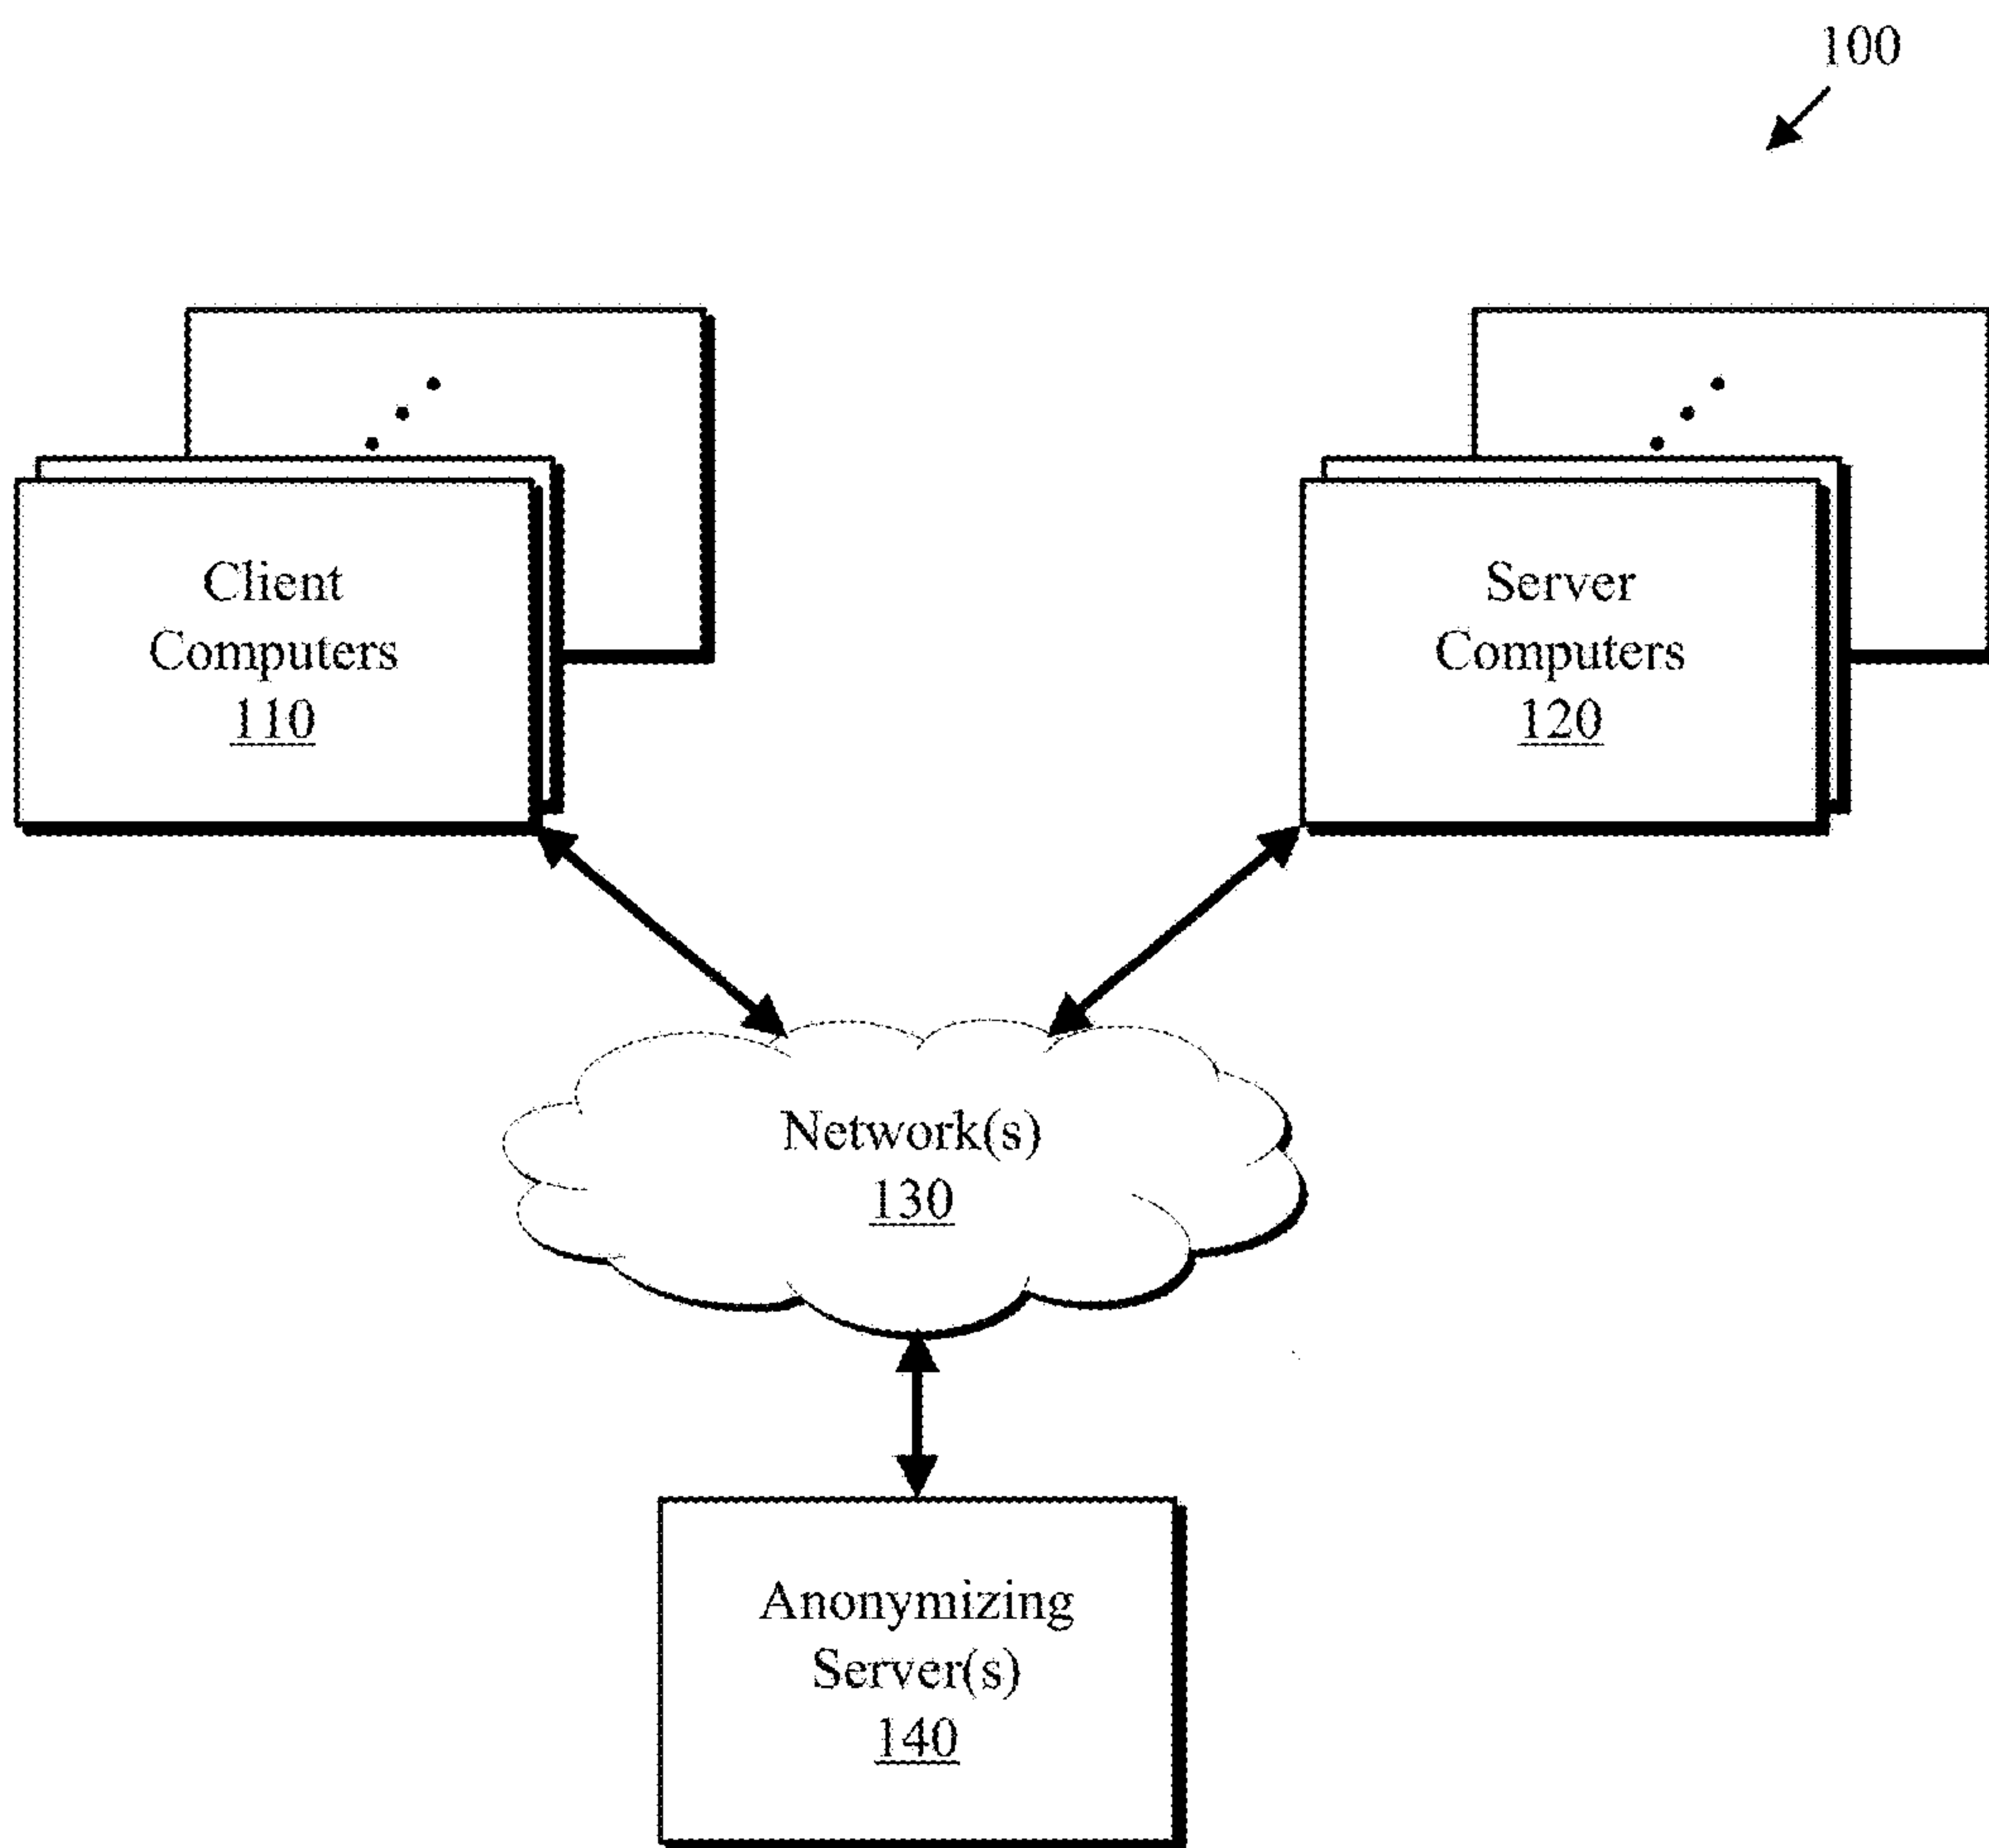 100
Client
Computers
110
Server
Computers
120
Network(s)
130
Anonymizing
Server(s)
140